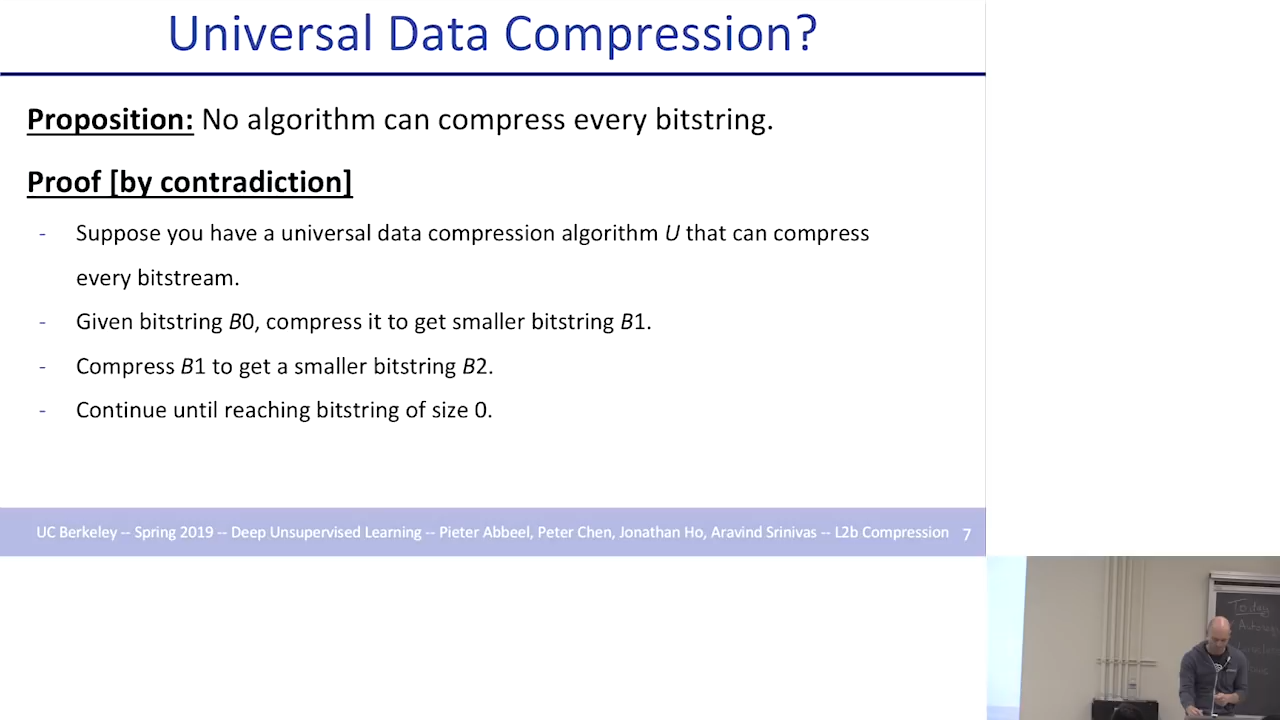 Universal Data Compression?
Proposition: No algorithm can compress every bitstring.
Proof [by contradiction]
- Suppose you have a universal data compression algorithm U that can compress
every bitstream.
- Given bitstring B0, compress it to get smaller bitstring B1.
- Compress B1 to get a smaller bitstring B2.
- Continue until reaching bitstring of size 0.
UC Berkeley -- Spring 2019 -- Deep Unsupervised Learning -- Pieter Abbeel, Peter Chen, Jonathan Ho, Aravind Srinivas -- L2b Compression 7
Today